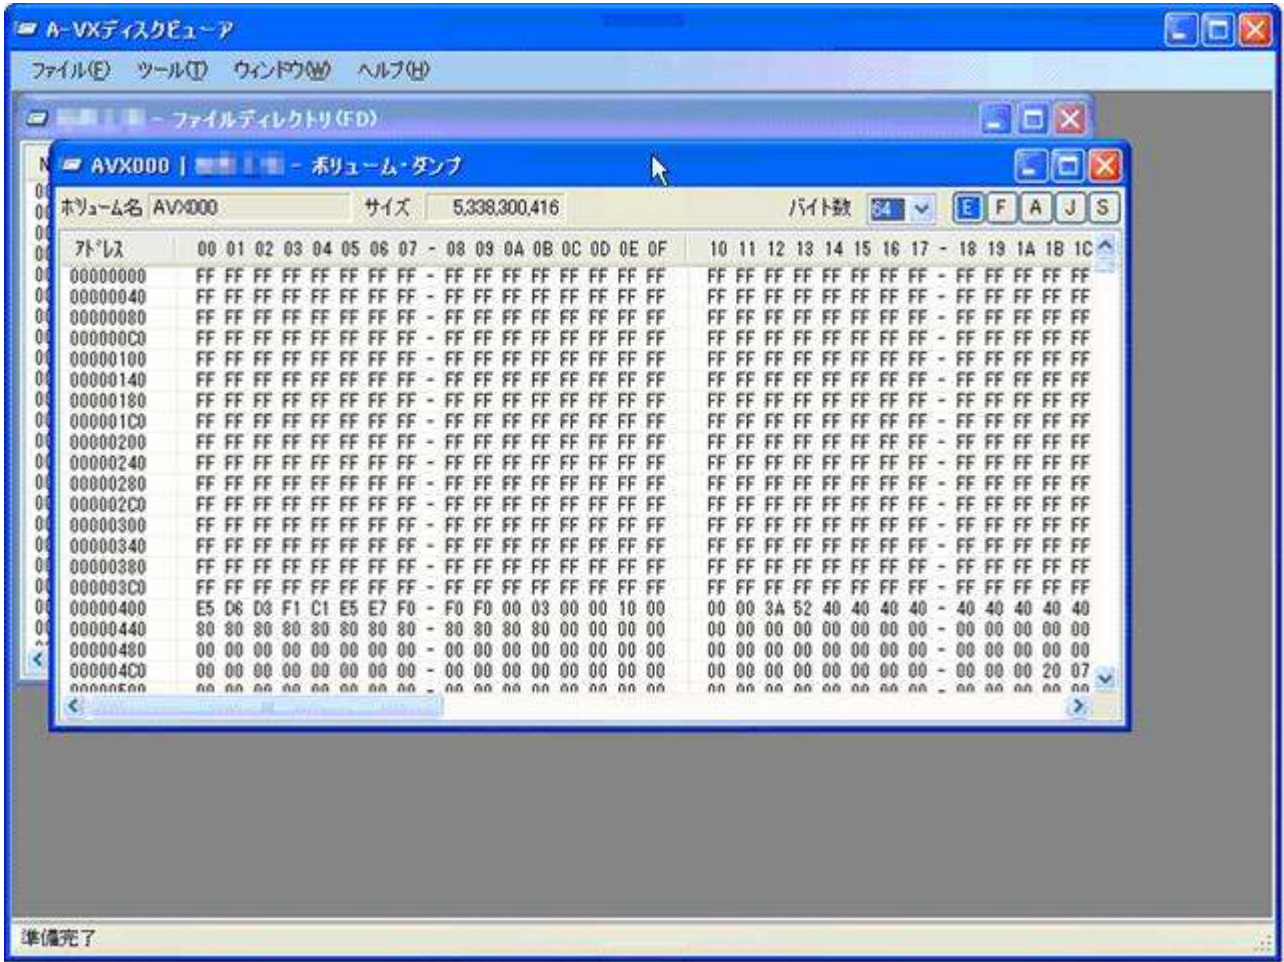 A-VXディスクビューア
ファイル(F) ツール(T) ウィンドウ(W) ヘルプ(H)
- ファイルディレクトリ(FD)
AVX000 | - ボリューム・ダンプ
ボリューム名 AVX000 サイズ 5,338,300,416 バイト数 64 E F A J S
アドレス 00 01 02 03 04 05 06 07 - 08 09 0A 0B 0C 0D 0E 0F 10 11 12 13 14 15 16 17 - 18 19 1A 1B 1C
00000000 FF FF FF FF FF FF FF FF - FF FF FF FF FF FF FF FF FF FF FF FF FF FF FF FF - FF FF FF FF FF
00000040 FF FF FF FF FF FF FF FF - FF FF FF FF FF FF FF FF FF FF FF FF FF FF FF FF - FF FF FF FF FF
00000080 FF FF FF FF FF FF FF FF - FF FF FF FF FF FF FF FF FF FF FF FF FF FF FF FF - FF FF FF FF FF
000000C0 FF FF FF FF FF FF FF FF - FF FF FF FF FF FF FF FF FF FF FF FF FF FF FF FF - FF FF FF FF FF
00000100 FF FF FF FF FF FF FF FF - FF FF FF FF FF FF FF FF FF FF FF FF FF FF FF FF - FF FF FF FF FF
00000140 FF FF FF FF FF FF FF FF - FF FF FF FF FF FF FF FF FF FF FF FF FF FF FF FF - FF FF FF FF FF
00000180 FF FF FF FF FF FF FF FF - FF FF FF FF FF FF FF FF FF FF FF FF FF FF FF FF - FF FF FF FF FF
000001C0 FF FF FF FF FF FF FF FF - FF FF FF FF FF FF FF FF FF FF FF FF FF FF FF FF - FF FF FF FF FF
00000200 FF FF FF FF FF FF FF FF - FF FF FF FF FF FF FF FF FF FF FF FF FF FF FF FF - FF FF FF FF FF
00000240 FF FF FF FF FF FF FF FF - FF FF FF FF FF FF FF FF FF FF FF FF FF FF FF FF - FF FF FF FF FF
00000280 FF FF FF FF FF FF FF FF - FF FF FF FF FF FF FF FF FF FF FF FF FF FF FF FF - FF FF FF FF FF
000002C0 FF FF FF FF FF FF FF FF - FF FF FF FF FF FF FF FF FF FF FF FF FF FF FF FF - FF FF FF FF FF
00000300 FF FF FF FF FF FF FF FF - FF FF FF FF FF FF FF FF FF FF FF FF FF FF FF FF - FF FF FF FF FF
00000340 FF FF FF FF FF FF FF FF - FF FF FF FF FF FF FF FF FF FF FF FF FF FF FF FF - FF FF FF FF FF
00000380 FF FF FF FF FF FF FF FF - FF FF FF FF FF FF FF FF FF FF FF FF FF FF FF FF - FF FF FF FF FF
000003C0 FF FF FF FF FF FF FF FF - FF FF FF FF FF FF FF FF FF FF FF FF FF FF FF FF - FF FF FF FF FF
00000400 E5 D6 D3 F1 C1 E5 E7 F0 - F0 F0 00 03 00 00 10 00 00 00 3A 52 40 40 40 40 - 40 40 40 40 40
00000440 80 80 80 80 80 80 80 80 - 80 80 80 80 00 00 00 00 00 00 00 00 00 00 00 00 - 00 00 00 00 00
00000480 00 00 00 00 00 00 00 00 - 00 00 00 00 00 00 00 00 00 00 00 00 00 00 00 00 - 00 00 00 00 00
000004C0 00 00 00 00 00 00 00 00 - 00 00 00 00 00 00 00 00 00 00 00 00 00 00 00 00 - 00 00 00 20 07
00000500 00 00 00 00 00 00 00 00 - 00 00 00 00 00 00 00 00 00 00 00 00 00 00 00 00 - 00 00 00 00 00
準備完了